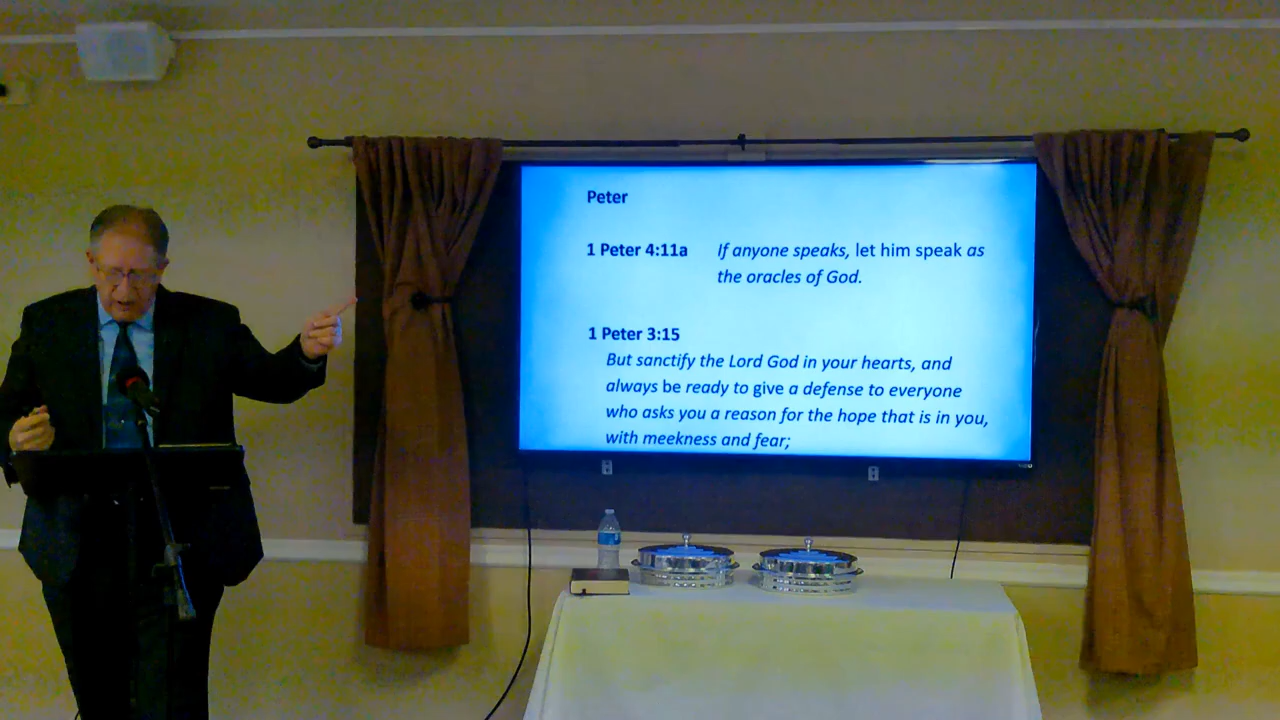 Peter
1 Peter 4:11a If anyone speaks, let him speak as
the oracles of God.
1 Peter 3:15
But sanctify the Lord God in your hearts, and
always be ready to give a defense to everyone
who asks you a reason for the hope that is in you,
with meekness and fear;